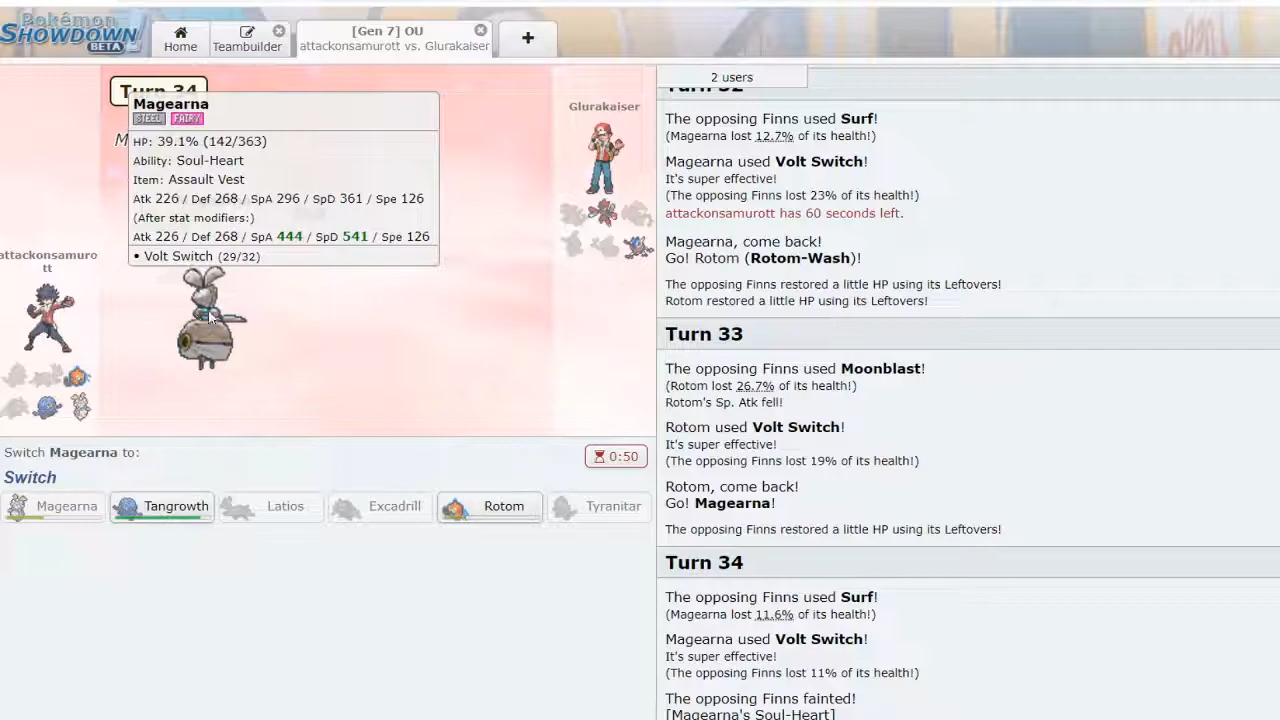 Pokémon
SHOWDOWN
BETA
Home
Teambuilder
[Gen 7] OU
attackonsamurott vs. Glurakaiser
+
2 users
Turn 34
Magearna
STEEL FAIRY
HP: 39.1% (142/363)
Ability: Soul-Heart
Item: Assault Vest
Atk 226 / Def 268 / SpA 296 / SpD 361 / Spe 126
(After stat modifiers:)
Atk 226 / Def 268 / SpA 444 / SpD 541 / Spe 126
• Volt Switch (29/32)
M
Glurakaiser
attackonsamuro
tt
Switch Magearna to:
0:50
Switch
Magearna
Tangrowth
Latios
Excadrill
Rotom
Tyranitar
Turn 32
The opposing Finns used Surf!
(Magearna lost 12.7% of its health!)
Magearna used Volt Switch!
It's super effective!
(The opposing Finns lost 23% of its health!)
attackonsamurott has 60 seconds left.
Magearna, come back!
Go! Rotom (Rotom-Wash)!
The opposing Finns restored a little HP using its Leftovers!
Rotom restored a little HP using its Leftovers!
Turn 33
The opposing Finns used Moonblast!
(Rotom lost 26.7% of its health!)
Rotom's Sp. Atk fell!
Rotom used Volt Switch!
It's super effective!
(The opposing Finns lost 19% of its health!)
Rotom, come back!
Go! Magearna!
The opposing Finns restored a little HP using its Leftovers!
Turn 34
The opposing Finns used Surf!
(Magearna lost 11.6% of its health!)
Magearna used Volt Switch!
It's super effective!
(The opposing Finns lost 11% of its health!)
The opposing Finns fainted!
[Magearna's Soul-Heart]